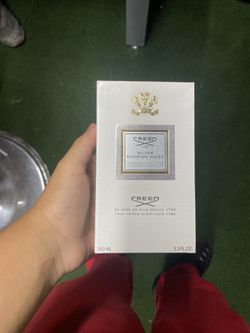 CREED
SILVER
MOUNTAIN WATER
CREED
DE PERE EN FILS DEPUIS 1760
FROM FATHER TO SON SINCE 1760
100 ML
3.3 FL.OZ.